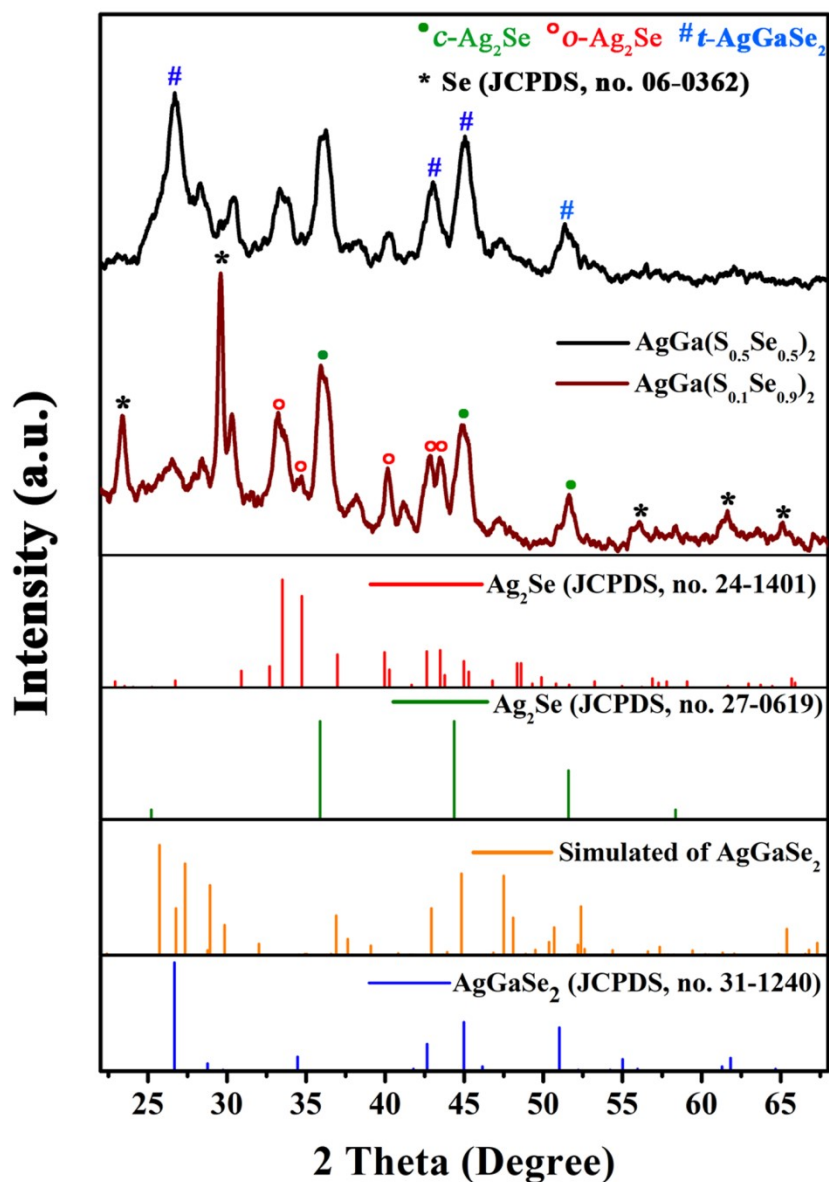 • c-Ag₂Se o o-Ag₂Se # t-AgGaSe₂
* Se (JCPDS, no. 06-0362)
#
#
#
#
*
AgGa(S₀.₅Se₀.₅)₂
AgGa(S₀.₁Se₀.₉)₂
*
o
o
•
o
o o
•
•
*
*
*
Ag₂Se (JCPDS, no. 24-1401)
Ag₂Se (JCPDS, no. 27-0619)
Simulated of AgGaSe₂
AgGaSe₂ (JCPDS, no. 31-1240)
Intensity (a.u.)
25 30 35 40 45 50 55 60 65
2 Theta (Degree)